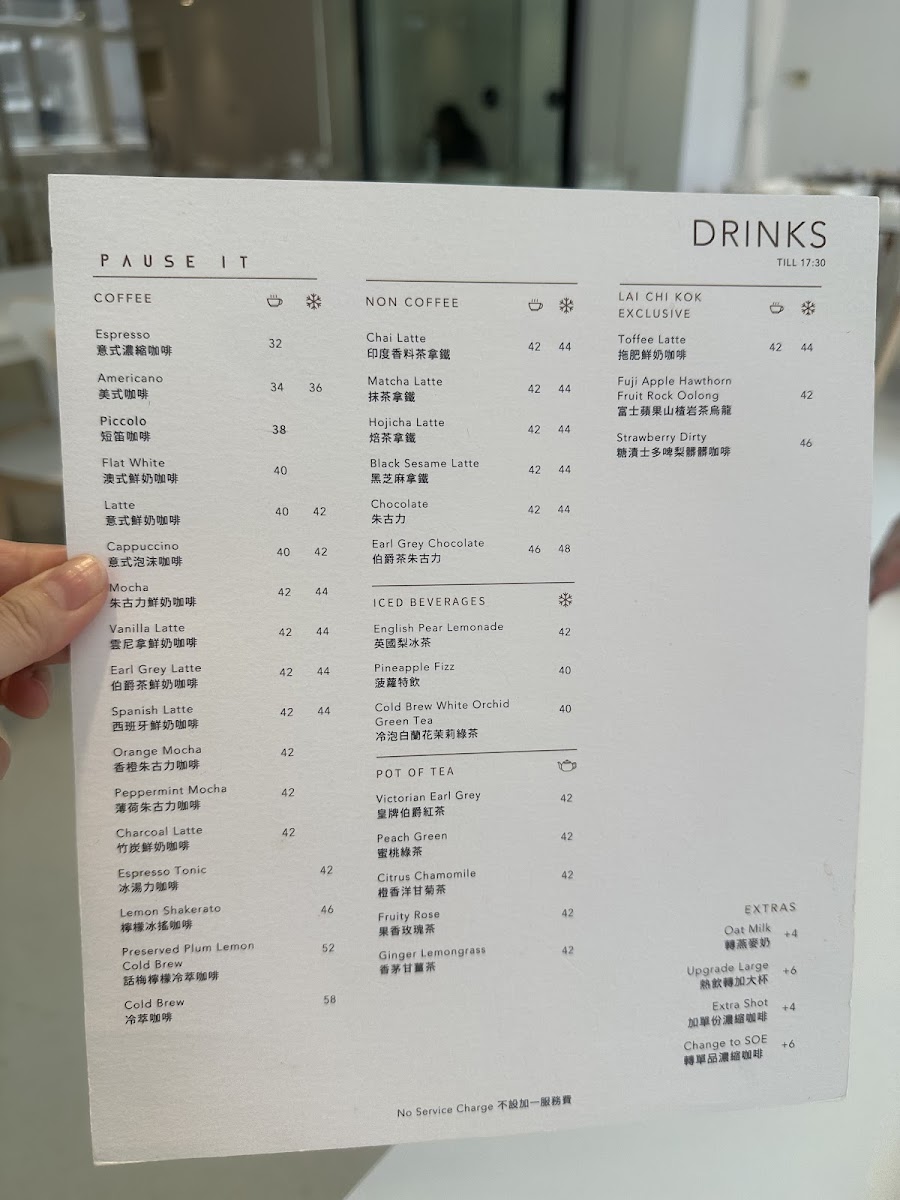 DRINKS
TILL 17:30
PAUSE IT
COFFEE
Espresso
意式濃縮咖啡
32
Americano
美式咖啡
34 36
Piccolo
短笛咖啡
38
Flat White
澳式鮮奶咖啡
40
Latte
意式鮮奶咖啡
40 42
Cappuccino
意式泡沫咖啡
40 42
Mocha
朱古力鮮奶咖啡
42 44
Vanilla Latte
雲尼拿鮮奶咖啡
42 44
Earl Grey Latte
伯爵茶鮮奶咖啡
42 44
Spanish Latte
西班牙鮮奶咖啡
42 44
Orange Mocha
香橙朱古力咖啡
42
Peppermint Mocha
薄荷朱古力咖啡
42
Charcoal Latte
竹炭鮮奶咖啡
42
Espresso Tonic
冰湯力咖啡
42
Lemon Shakerato
檸檬冰搖咖啡
46
Preserved Plum Lemon
Cold Brew
話梅檸檬冷萃咖啡
52
Cold Brew
冷萃咖啡
58
NON COFFEE
Chai Latte
印度香料茶拿鐵
42 44
Matcha Latte
抹茶拿鐵
42 44
Hojicha Latte
焙茶拿鐵
42 44
Black Sesame Latte
黑芝麻拿鐵
42 44
Chocolate
朱古力
42 44
Earl Grey Chocolate
伯爵茶朱古力
46 48
ICED BEVERAGES
English Pear Lemonade
英國梨冰茶
42
Pineapple Fizz
菠蘿特飲
40
Cold Brew White Orchid
Green Tea
冷泡白蘭花茉莉綠茶
40
POT OF TEA
Victorian Earl Grey
皇牌伯爵紅茶
42
Peach Green
蜜桃綠茶
42
Citrus Chamomile
橙香洋甘菊茶
42
Fruity Rose
果香玫瑰茶
42
Ginger Lemongrass
香茅甘薑茶
42
LAI CHI KOK
EXCLUSIVE
Toffee Latte
拖肥鮮奶咖啡
42 44
Fuji Apple Hawthorn
Fruit Rock Oolong
富士蘋果山楂岩茶烏龍
42
Strawberry Dirty
糖漬士多啤梨髒髒咖啡
46
EXTRAS
Oat Milk
轉燕麥奶
+4
Upgrade Large
熱飲轉加大杯
+6
Extra Shot
加單份濃縮咖啡
+4
Change to SOE
轉單品濃縮咖啡
+6
No Service Charge 不設加一服務費